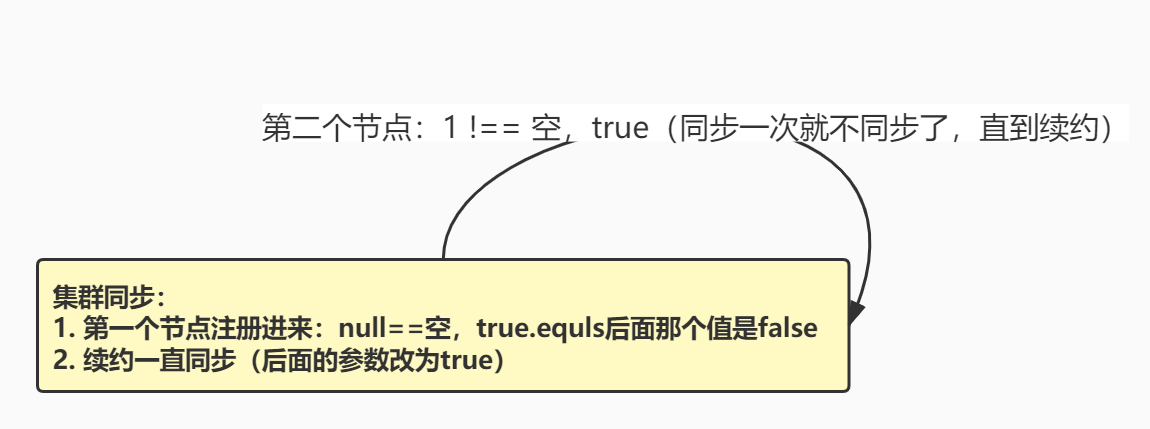 第二个节点：1 !== 空，true（同步一次就不同步了，直到续约）
集群同步：
1. 第一个节点注册进来：null==空，true.equls后面那个值是false
2. 续约一直同步（后面的参数改为true）